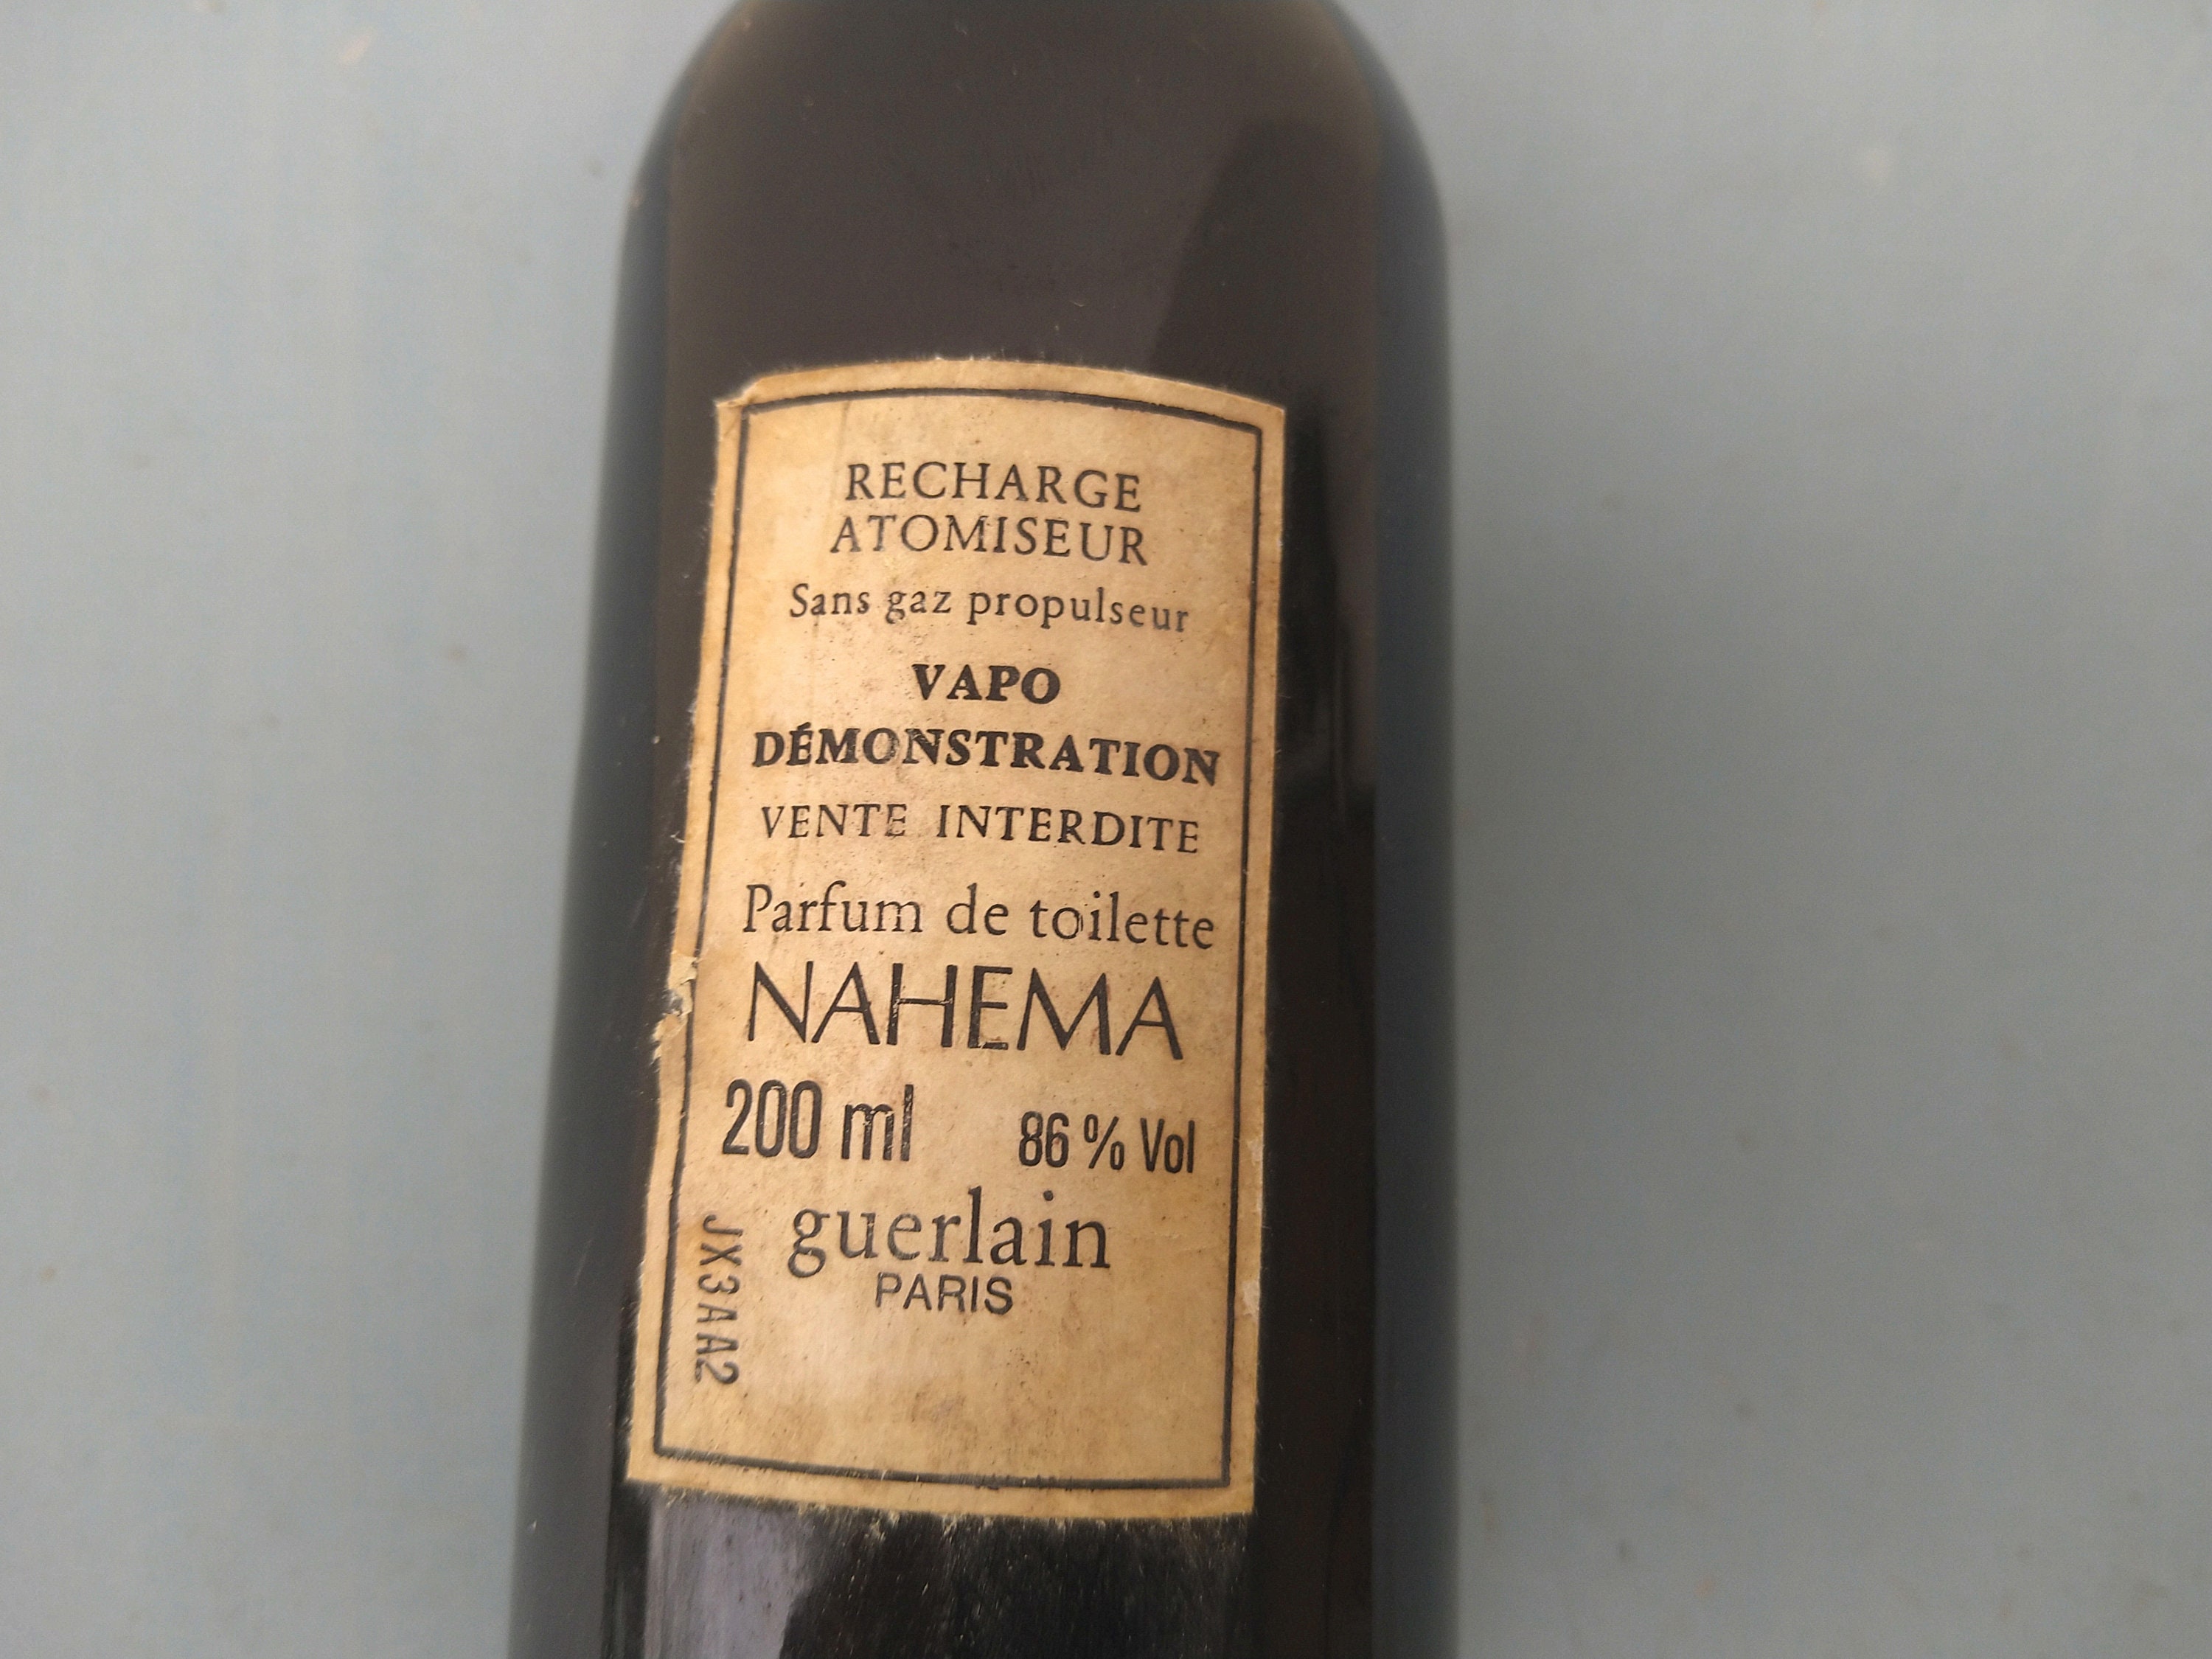 RECHARGE
ATOMISEUR
Sans gaz propulseur
VAPO
DÉMONSTRATION
VENTE INTERDITE
Parfum de toilette
NAHEMA
200 ml 86 % Vol
guerlain
PARIS
JX3AA2